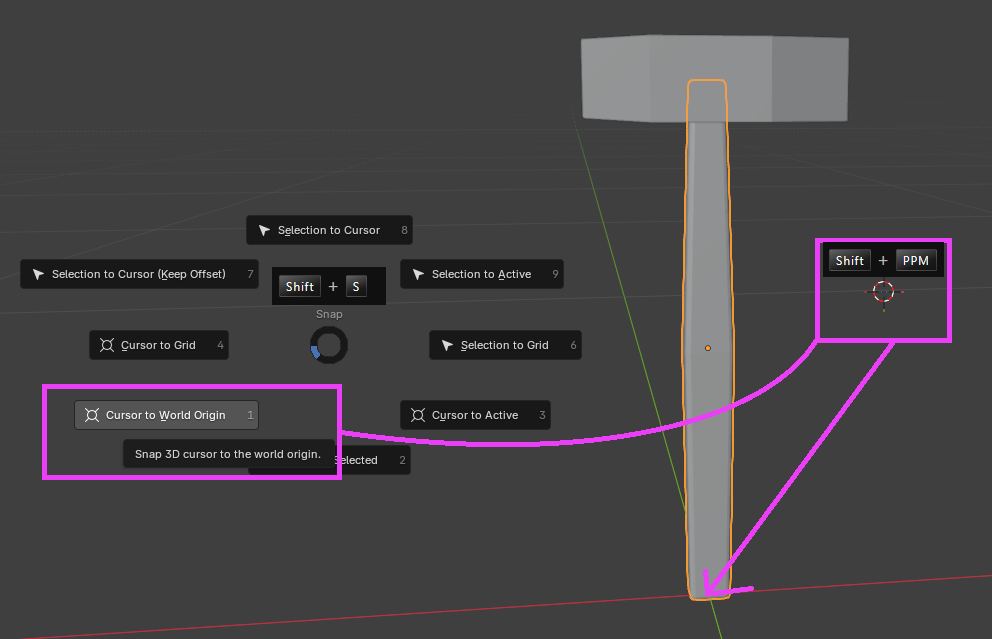 Selection to Cursor 8
Selection to Cursor (Keep Offset) 7
Shift + S
Selection to Active 9
Shift + PPM
Snap
Cursor to Grid 4
Selection to Grid 6
Cursor to World Origin 1
Cursor to Active 3
Snap 3D cursor to the world origin.
elected 2